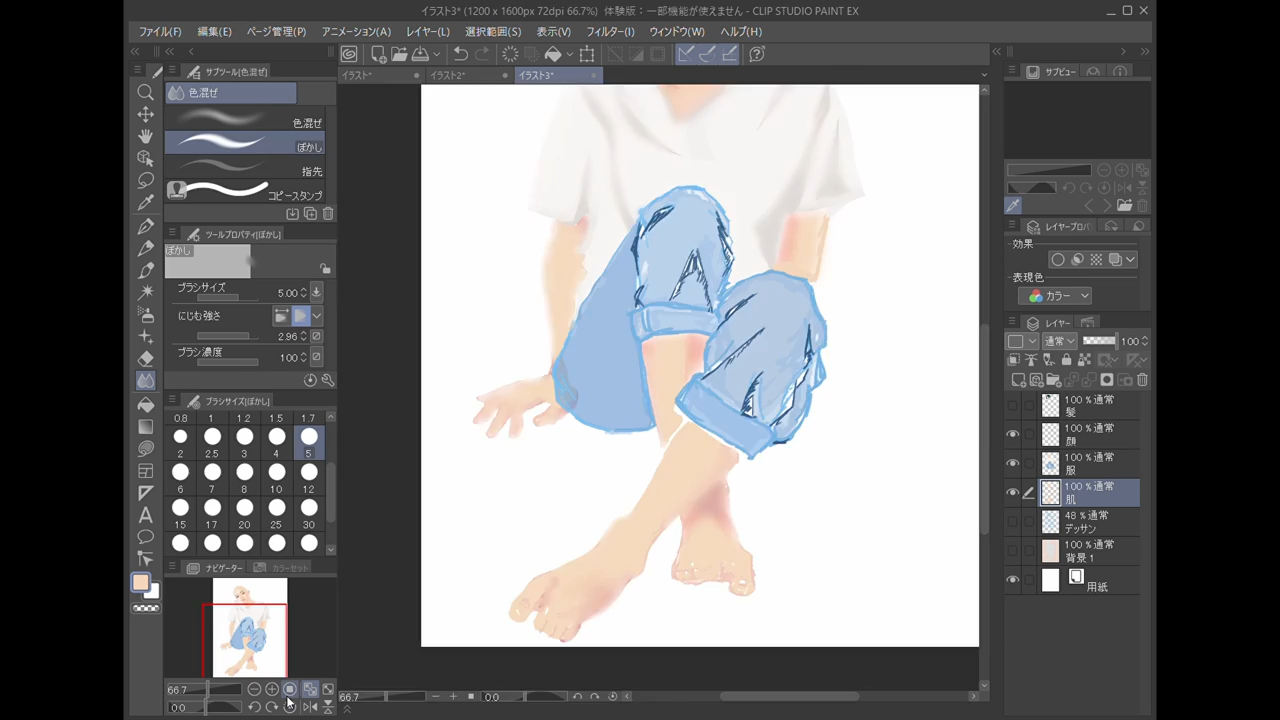 イラスト3* (1200 x 1600px 72dpi 66.7%) 体験版：一部機能が使えません - CLIP STUDIO PAINT EX
ファイル(F) 編集(E) ページ管理(P) アニメーション(A) レイヤー(L) 選択範囲(S) 表示(V) フィルター(I) ウィンドウ(W) ヘルプ(H)
サブツール[色混ぜ]
イラスト* イラスト2* イラスト3*
サブビュー
色混ぜ
色混ぜ
ぼかし
指先
コピースタンプ
ツールプロパティ[ぼかし]
ぼかし
ブラシサイズ 5.00
にじむ強さ
2.96
ブラシ濃度 100
ブラシサイズ[ぼかし]
0.8 1 1.2 1.5 1.7
2 2.5 3 4 5
6 7 8 10 12
15 17 20 25 30
ナビゲーター カラーセット
66.7
0.0
66.7 0.0
レイヤープロパ
効果
表現色
カラー
レイヤー
通常 100
100 %通常
髪
100 %通常
顔
100 %通常
服
100 %通常
肌
48 %通常
デッサン
100 %通常
背景 1
用紙
A